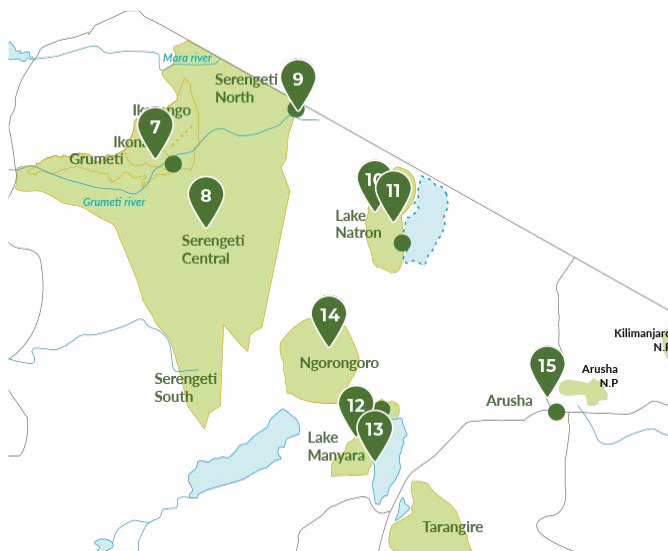 Mara river
Serengeti
North
9
7
Grumeti
Grumeti river
8
Serengeti
Central
11
Lake
Natron
14
Ngorongoro
Kilimanjaro
N.P
15
Arusha
N.P
Arusha
Serengeti
South
12
13
Lake
Manyara
Tarangire